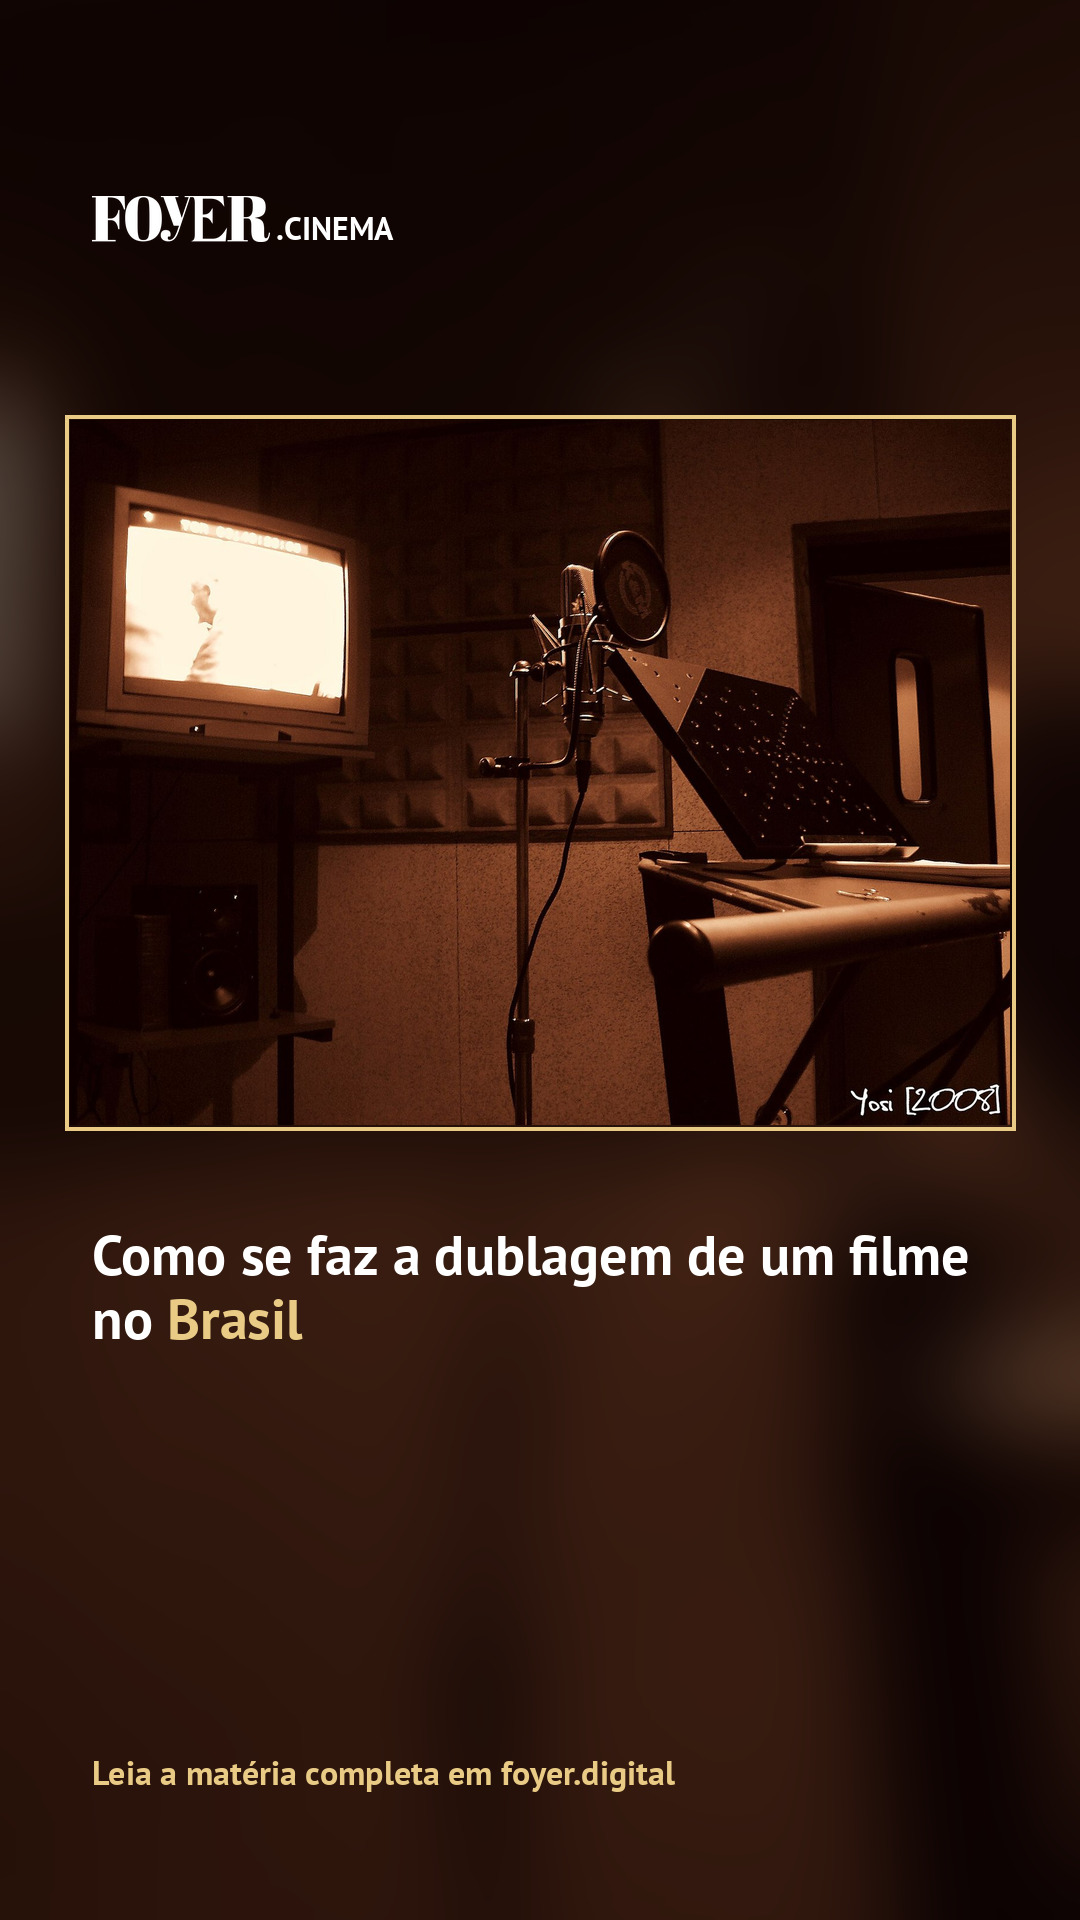 FOYER .CINEMA
Yosi [2008]
Como se faz a dublagem de um filme
no Brasil
Leia a matéria completa em foyer.digital